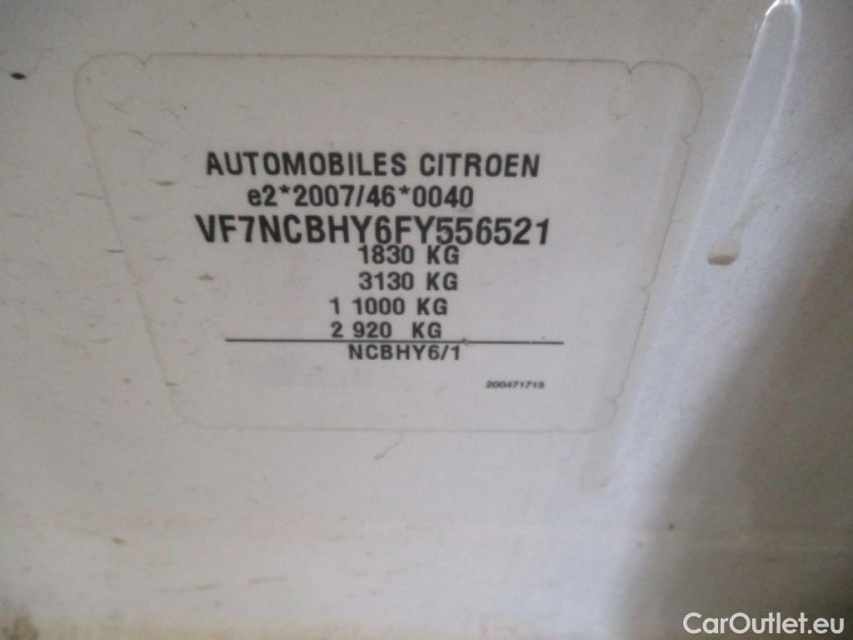 AUTOMOBILES CITROEN
e2*2007/46*0040
VF7NCBHY6FY556521
1830 KG
3130 KG
1 1000 KG
2 920 KG
NCBHY6/1
200471715
CarOutlet.eu